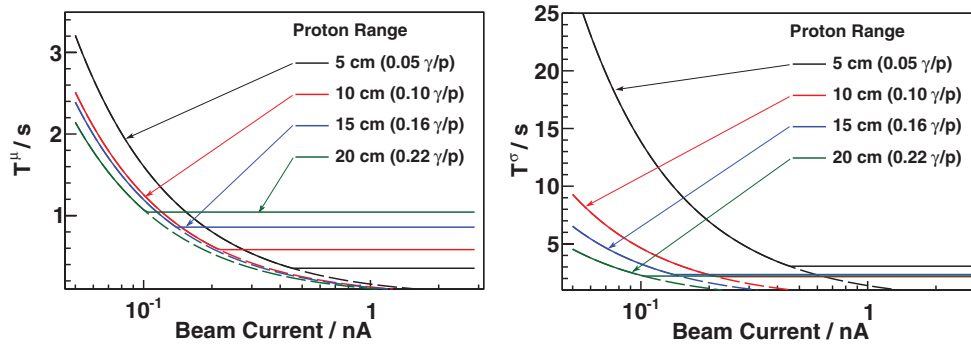 3
2
1
T^μ / s
Proton Range
5 cm (0.05 γ/p)
10 cm (0.10 γ/p)
15 cm (0.16 γ/p)
20 cm (0.22 γ/p)
10^-1
1
Beam Current / nA
25
20
15
10
5
T^σ / s
Proton Range
5 cm (0.05 γ/p)
10 cm (0.10 γ/p)
15 cm (0.16 γ/p)
20 cm (0.22 γ/p)
10^-1
1
Beam Current / nA